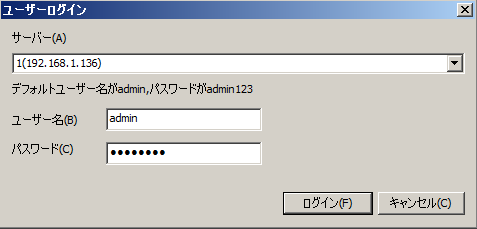 ユーザーログイン
サーバー(A)
1(192.168.1.136)
デフォルトユーザー名がadmin,パスワードがadmin123
ユーザー名(B) admin
パスワード(C) ●●●●●●●●
ログイン(F) キャンセル(C)